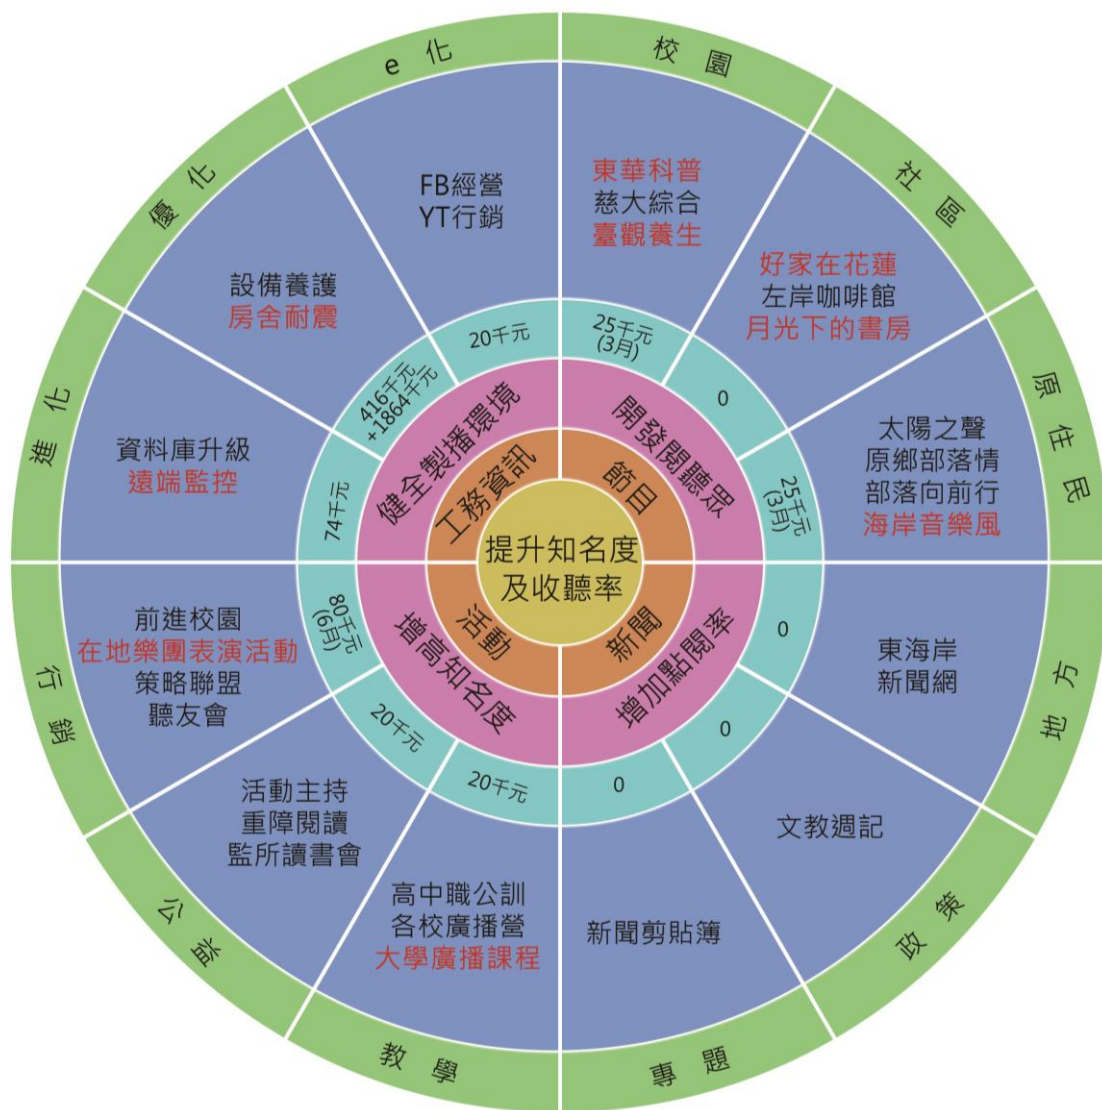 提升知名度
及收聽率
節目
開發閱聽眾
25千元
(3月)
東華科普
慈大綜合
臺觀養生
校園
0
好家在花蓮
左岸咖啡館
月光下的書房
社區
25千元
(3月)
太陽之聲
原鄉部落情
部落向前行
海岸音樂風
原住民
新聞
增加點閱率
0
東海岸
新聞網
地方
0
文教週記
政策
0
新聞剪貼簿
專題
活動
增高知名度
20千元
高中職公訓
各校廣播營
大學廣播課程
教學
20千元
活動主持
重障閱讀
監所讀書會
公益
80千元
(6月)
前進校園
在地樂團表演活動
策略聯盟
聽友會
行銷
工務資訊
健全製播環境
74千元
資料庫升級
遠端監控
進化
416千元
+1864千元
設備養護
房舍耐震
優化
20千元
FB經營
YT行銷
e化